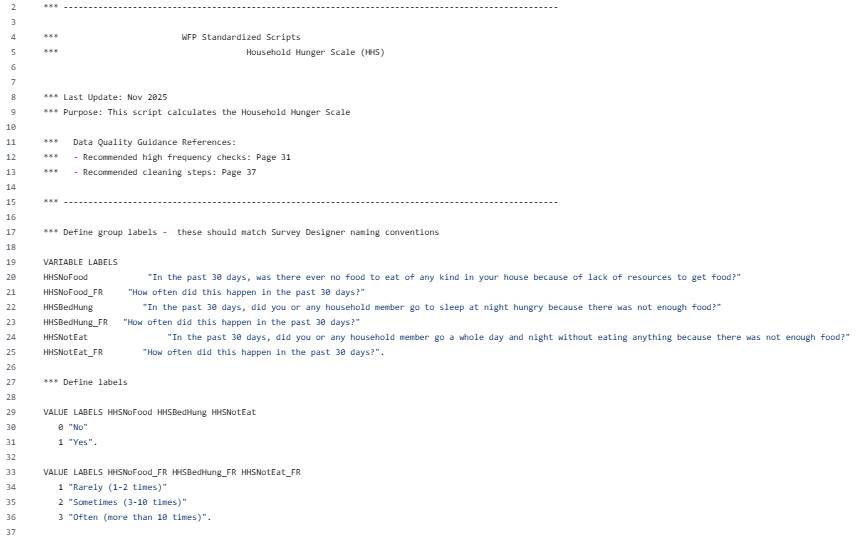 2 *** ----------------------------------------------------------------------------------------------------
3
4 *** WFP Standardized Scripts
5 *** Household Hunger Scale (HHS)
6
7
8 *** Last Update: Nov 2025
9 *** Purpose: This script calculates the Household Hunger Scale
10
11 *** Data Quality Guidance References:
12 *** - Recommended high frequency checks: Page 31
13 *** - Recommended cleaning steps: Page 37
14
15 *** ----------------------------------------------------------------------------------------------------
16
17 *** Define group labels - these should match Survey Designer naming conventions
18
19 VARIABLE LABELS
20 HHSNoFood "In the past 30 days, was there ever no food to eat of any kind in your house because of lack of resources to get food?"
21 HHSNoFood_FR "How often did this happen in the past 30 days?"
22 HHSBedHung "In the past 30 days, did you or any household member go to sleep at night hungry because there was not enough food?"
23 HHSBedHung_FR "How often did this happen in the past 30 days?"
24 HHSNotEat "In the past 30 days, did you or any household member go a whole day and night without eating anything because there was not enough food?"
25 HHSNotEat_FR "How often did this happen in the past 30 days?".
26
27 *** Define labels
28
29 VALUE LABELS HHSNoFood HHSBedHung HHSNotEat
30 0 "No"
31 1 "Yes".
32
33 VALUE LABELS HHSNoFood_FR HHSBedHung_FR HHSNotEat_FR
34 1 "Rarely (1-2 times)"
35 2 "Sometimes (3-10 times)"
36 3 "Often (more than 10 times)".
37